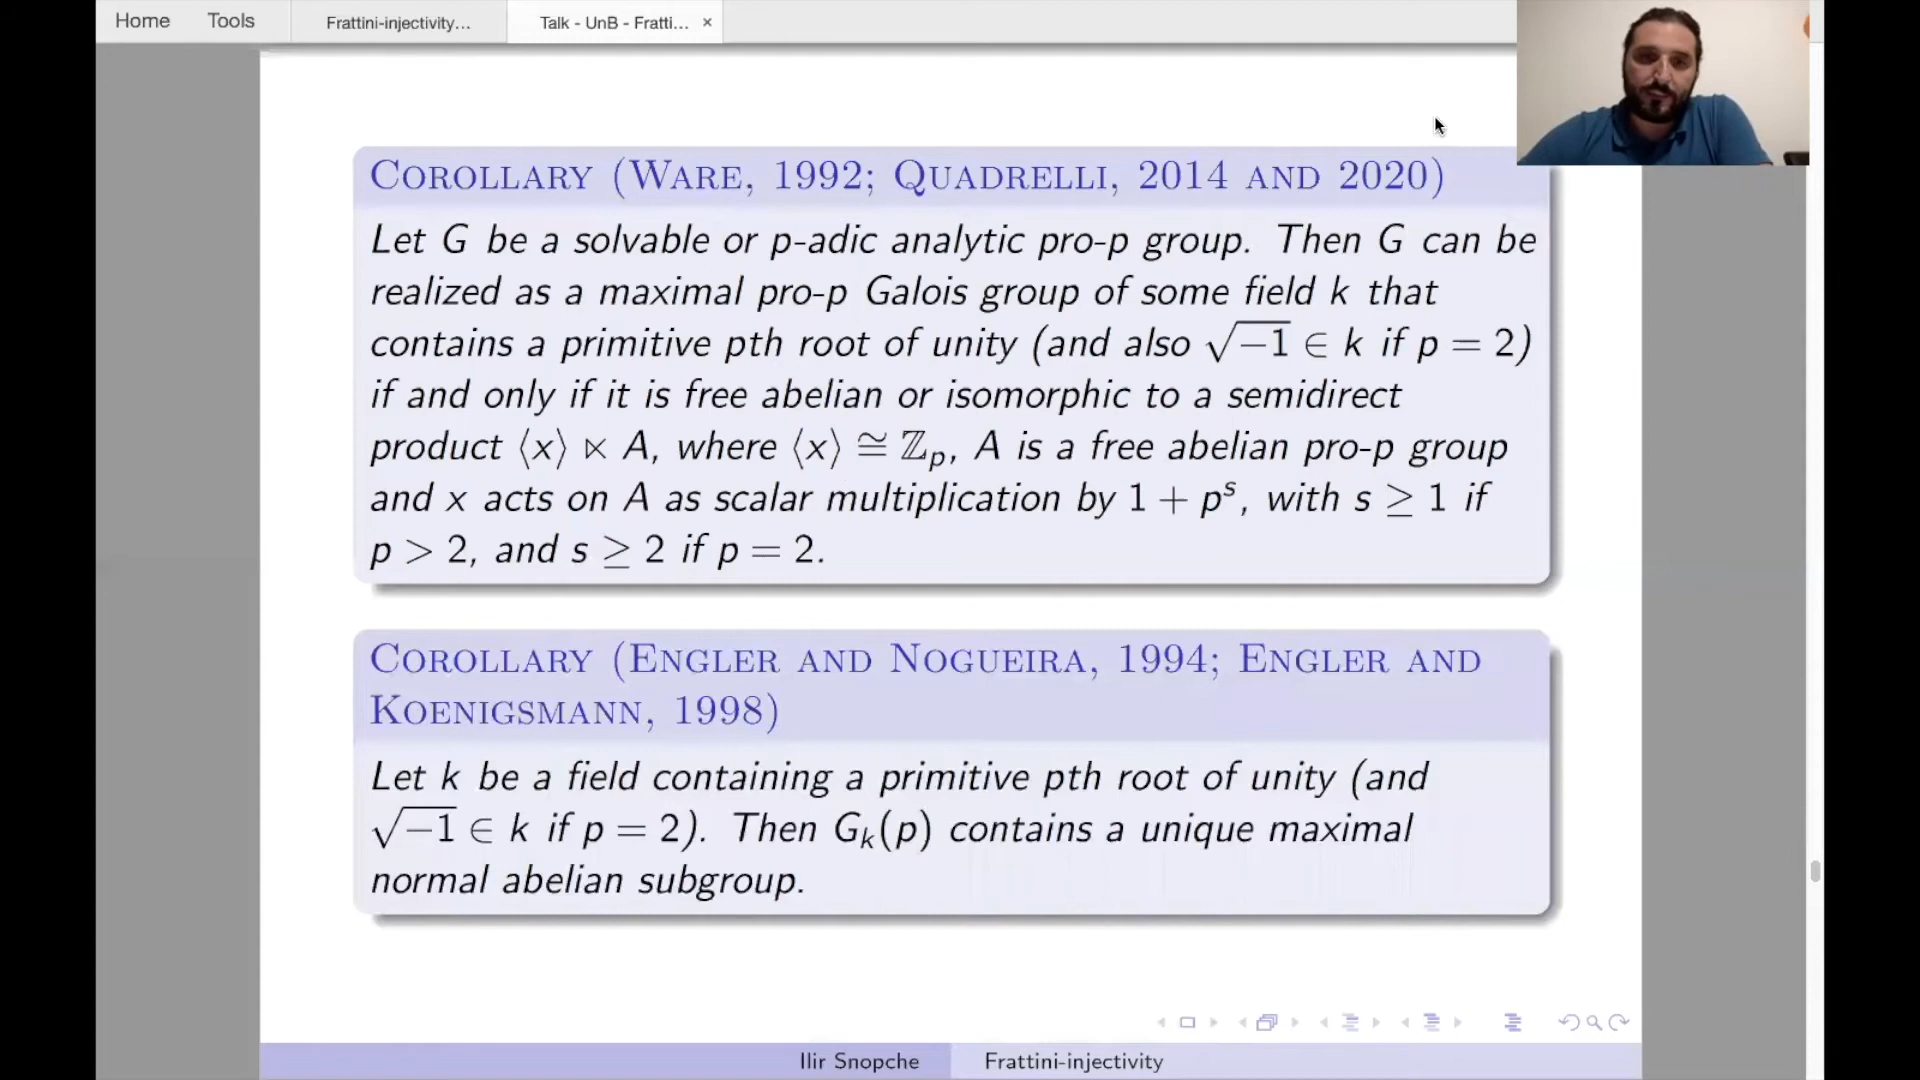 Home Tools Frattini-injectivity... Talk - UnB - Fratti... ×
Corollary (Ware, 1992; Quadrelli, 2014 and 2020)
Let G be a solvable or p-adic analytic pro-p group. Then G can be
realized as a maximal pro-p Galois group of some field k that
contains a primitive pth root of unity (and also √−1 ∈ k if p = 2)
if and only if it is free abelian or isomorphic to a semidirect
product ⟨x⟩ ⋉ A, where ⟨x⟩ ≅ ℤₚ, A is a free abelian pro-p group
and x acts on A as scalar multiplication by 1 + pˢ, with s ≥ 1 if
p > 2, and s ≥ 2 if p = 2.
Corollary (Engler and Nogueira, 1994; Engler and
Koenigsmann, 1998)
Let k be a field containing a primitive pth root of unity (and
√−1 ∈ k if p = 2). Then Gₖ(p) contains a unique maximal
normal abelian subgroup.
Ilir Snopche Frattini-injectivity